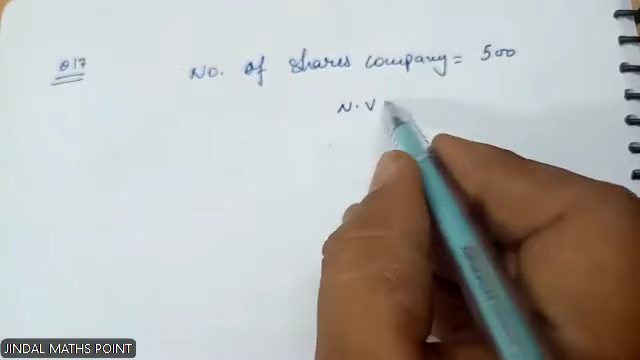 Q17
No. of shares company = 500
N.V
JINDAL MATHS POINT